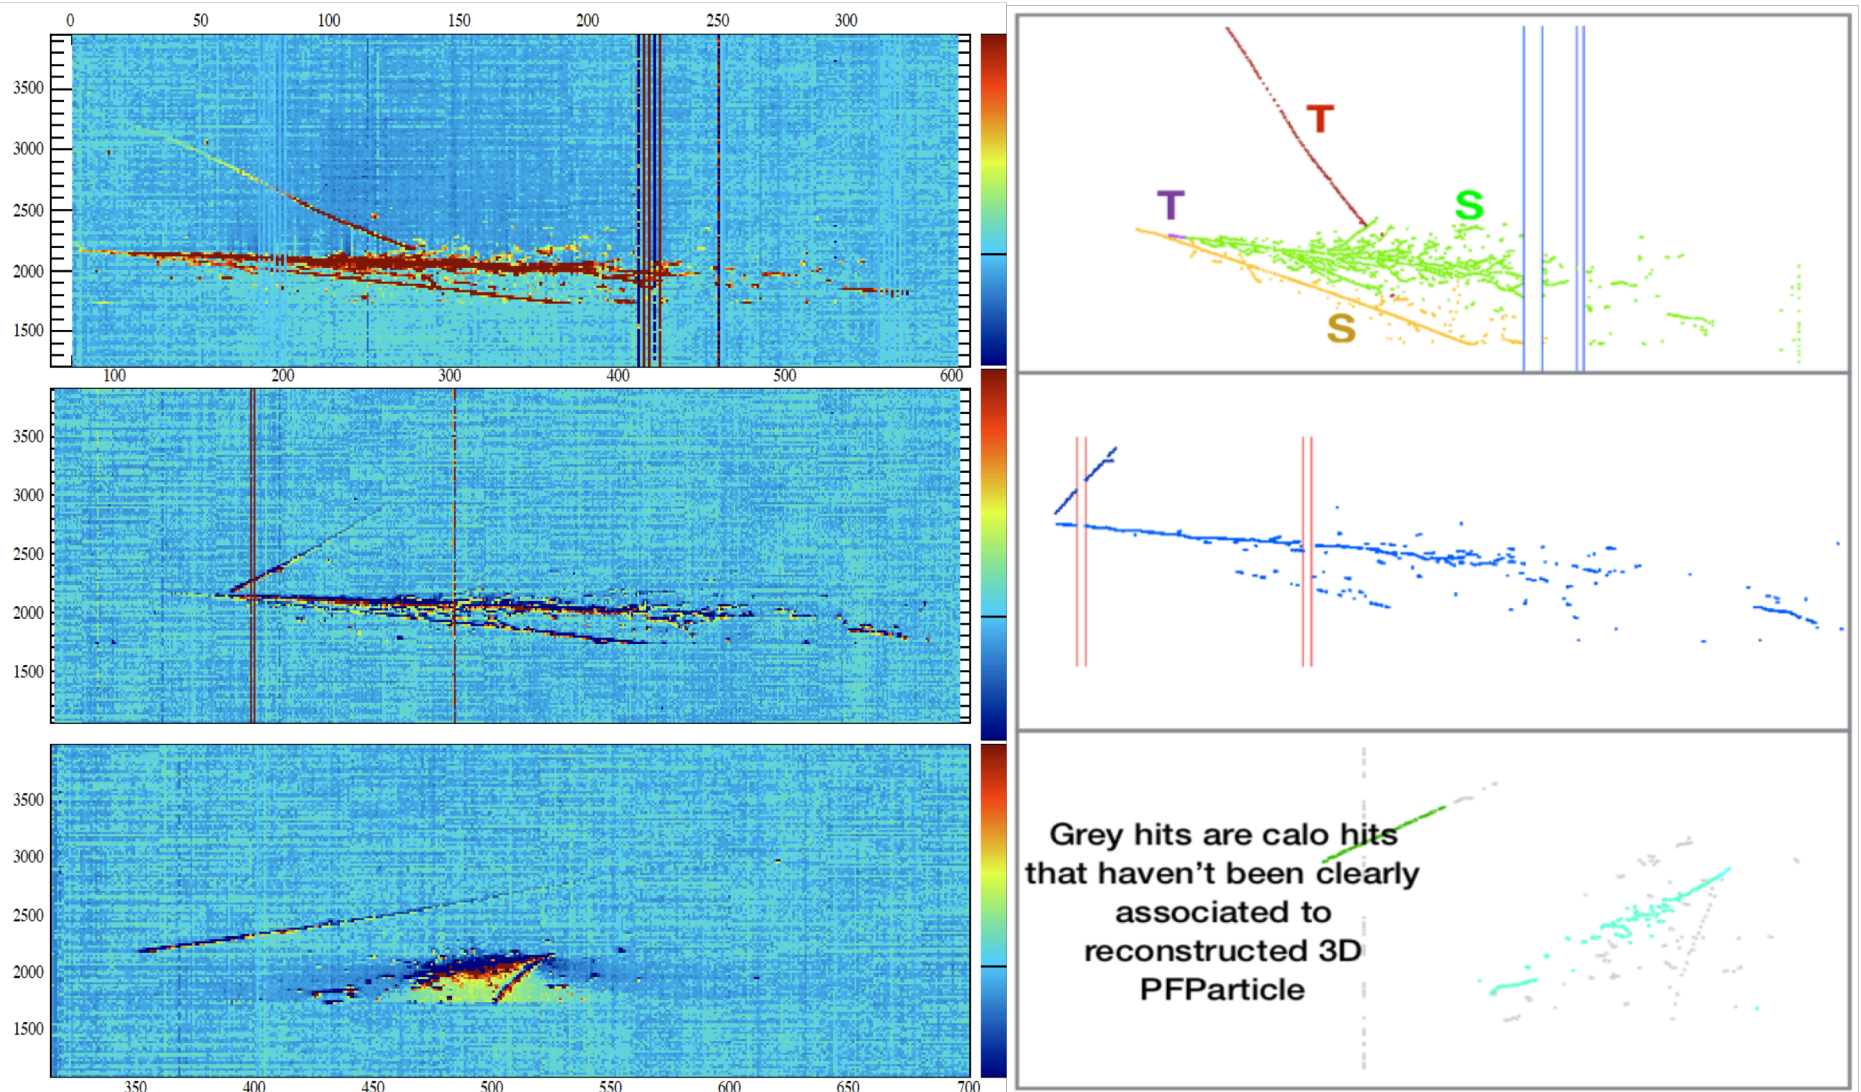 0 50 100 150 200 250 300
3500
3000
2500
2000
1500
100 200 300 400 500 600
3500
3000
2500
2000
1500
3500
3000
2500
2000
1500
350 400 450 500 550 600 650 700
T
T
S
S
Grey hits are calo hits
that haven't been clearly
associated to
reconstructed 3D
PFParticle